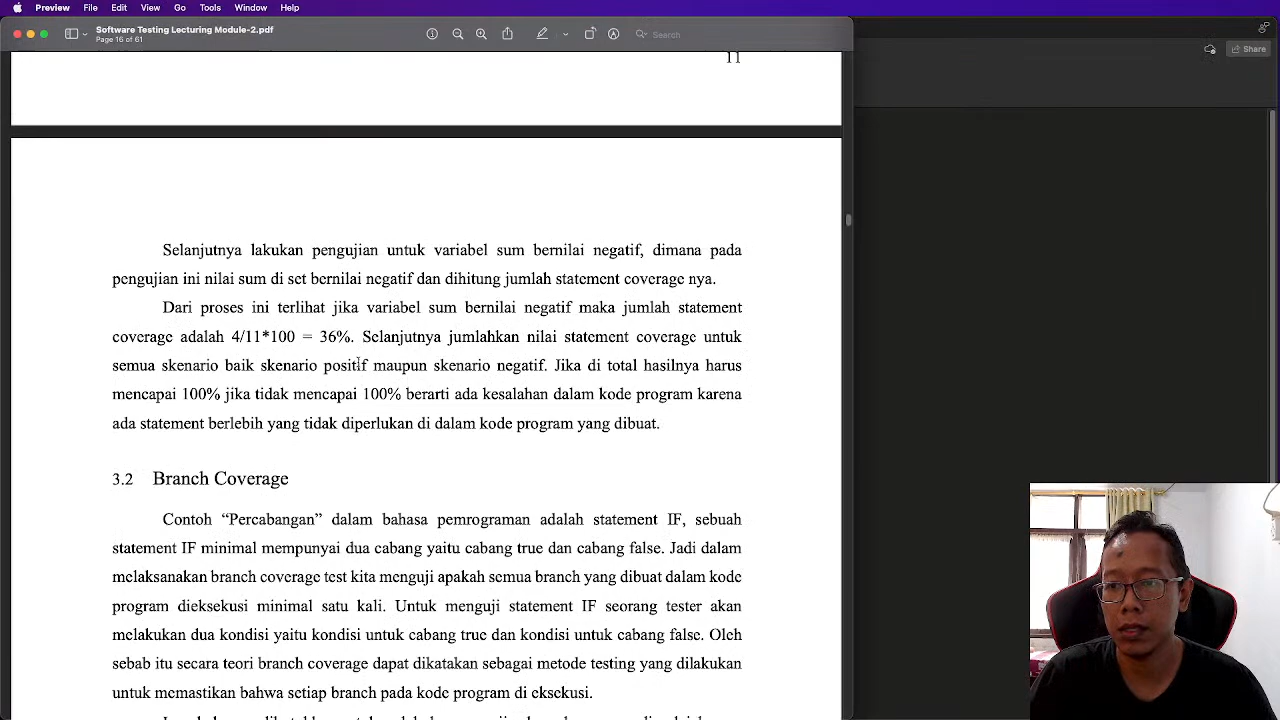 Preview File Edit View Go Tools Window Help
Software Testing Lecturing Module-2.pdf
Page 16 of 61
Search
Share
11
Selanjutnya lakukan pengujian untuk variabel sum bernilai negatif, dimana pada
pengujian ini nilai sum di set bernilai negatif dan dihitung jumlah statement coverage nya.
Dari proses ini terlihat jika variabel sum bernilai negatif maka jumlah statement
coverage adalah 4/11*100 = 36%. Selanjutnya jumlahkan nilai statement coverage untuk
semua skenario baik skenario positif maupun skenario negatif. Jika di total hasilnya harus
mencapai 100% jika tidak mencapai 100% berarti ada kesalahan dalam kode program karena
ada statement berlebih yang tidak diperlukan di dalam kode program yang dibuat.
3.2 Branch Coverage
Contoh “Percabangan” dalam bahasa pemrograman adalah statement IF, sebuah
statement IF minimal mempunyai dua cabang yaitu cabang true dan cabang false. Jadi dalam
melaksanakan branch coverage test kita menguji apakah semua branch yang dibuat dalam kode
program dieksekusi minimal satu kali. Untuk menguji statement IF seorang tester akan
melakukan dua kondisi yaitu kondisi untuk cabang true dan kondisi untuk cabang false. Oleh
sebab itu secara teori branch coverage dapat dikatakan sebagai metode testing yang dilakukan
untuk memastikan bahwa setiap branch pada kode program di eksekusi.